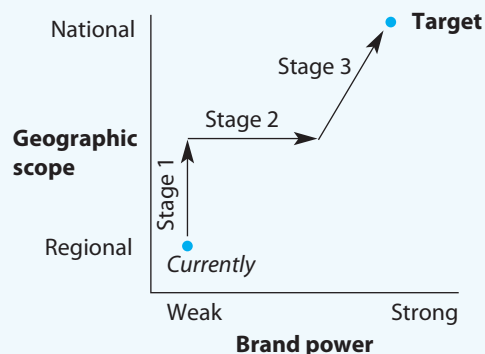 National
Target
Stage 3
Stage 2
Geographic
scope
Stage 1
Regional
Currently
Weak
Strong
Brand power